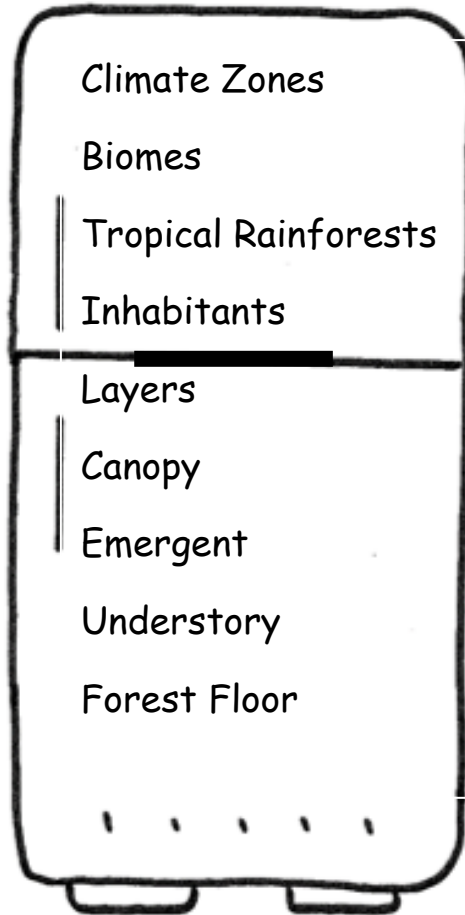 Climate Zones
Biomes
Tropical Rainforests
Inhabitants
Layers
Canopy
Emergent
Understory
Forest Floor